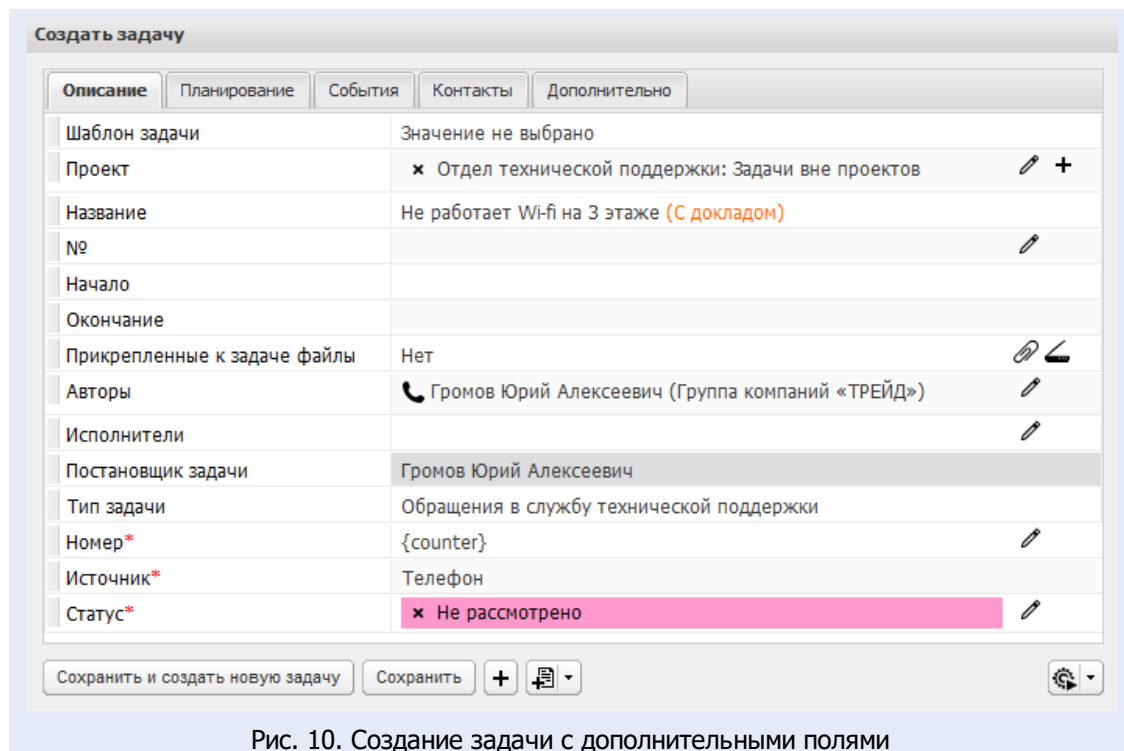 Создать задачу
Описание Планирование События Контакты Дополнительно
Шаблон задачи Значение не выбрано
Проект × Отдел технической поддержки: Задачи вне проектов
Название Не работает Wi-fi на 3 этаже (С докладом)
№
Начало
Окончание
Прикрепленные к задаче файлы Нет
Авторы Громов Юрий Алексеевич (Группа компаний «ТРЕЙД»)
Исполнители
Постановщик задачи Громов Юрий Алексеевич
Тип задачи Обращения в службу технической поддержки
Номер* {counter}
Источник* Телефон
Статус* × Не рассмотрено
Сохранить и создать новую задачу Сохранить +
Рис. 10. Создание задачи с дополнительными полями